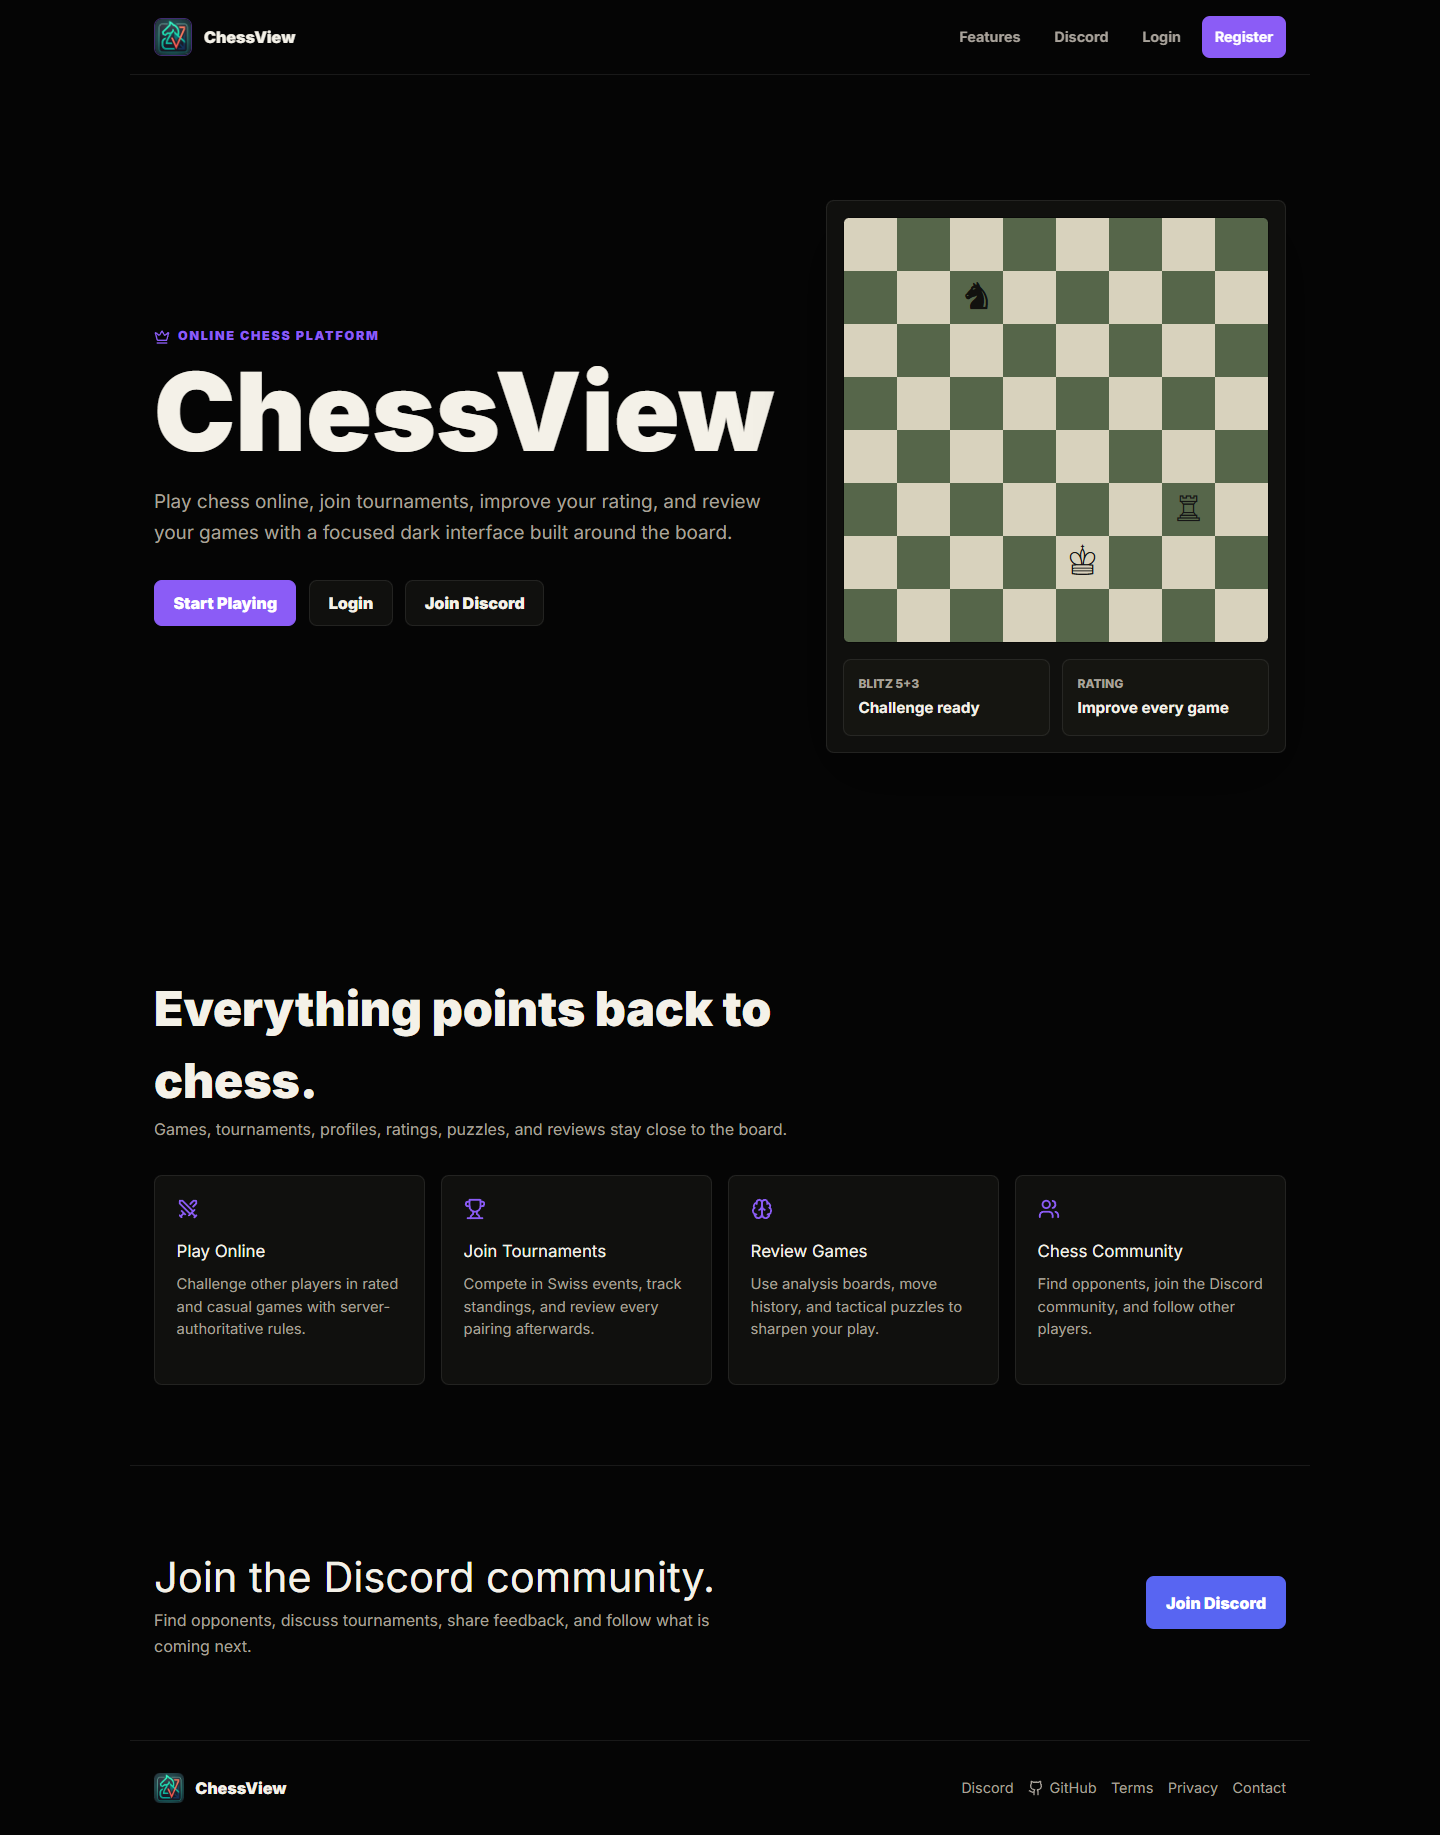 ChessView
Features Discord Login Register
ONLINE CHESS PLATFORM
ChessView
Play chess online, join tournaments, improve your rating, and review
your games with a focused dark interface built around the board.
Start Playing Login Join Discord
BLITZ 5+3
Challenge ready
RATING
Improve every game
Everything points back to
chess.
Games, tournaments, profiles, ratings, puzzles, and reviews stay close to the board.
Play Online
Challenge other players in rated
and casual games with server-
authoritative rules.
Join Tournaments
Compete in Swiss events, track
standings, and review every
pairing afterwards.
Review Games
Use analysis boards, move
history, and tactical puzzles to
sharpen your play.
Chess Community
Find opponents, join the Discord
community, and follow other
players.
Join the Discord community.
Find opponents, discuss tournaments, share feedback, and follow what is
coming next.
Join Discord
ChessView
Discord GitHub Terms Privacy Contact